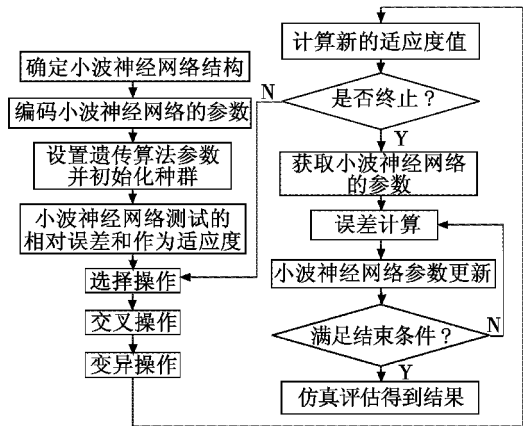 确定小波神经网络结构
编码小波神经网络的参数
设置遗传算法参数
并初始化种群
小波神经网络测试的
相对误差和作为适应度
选择操作
交叉操作
变异操作
计算新的适应度值
N
是否终止?
Y
获取小波神经网络
的参数
误差计算
小波神经网络参数更新
满足结束条件?
N
Y
仿真评估得到结果